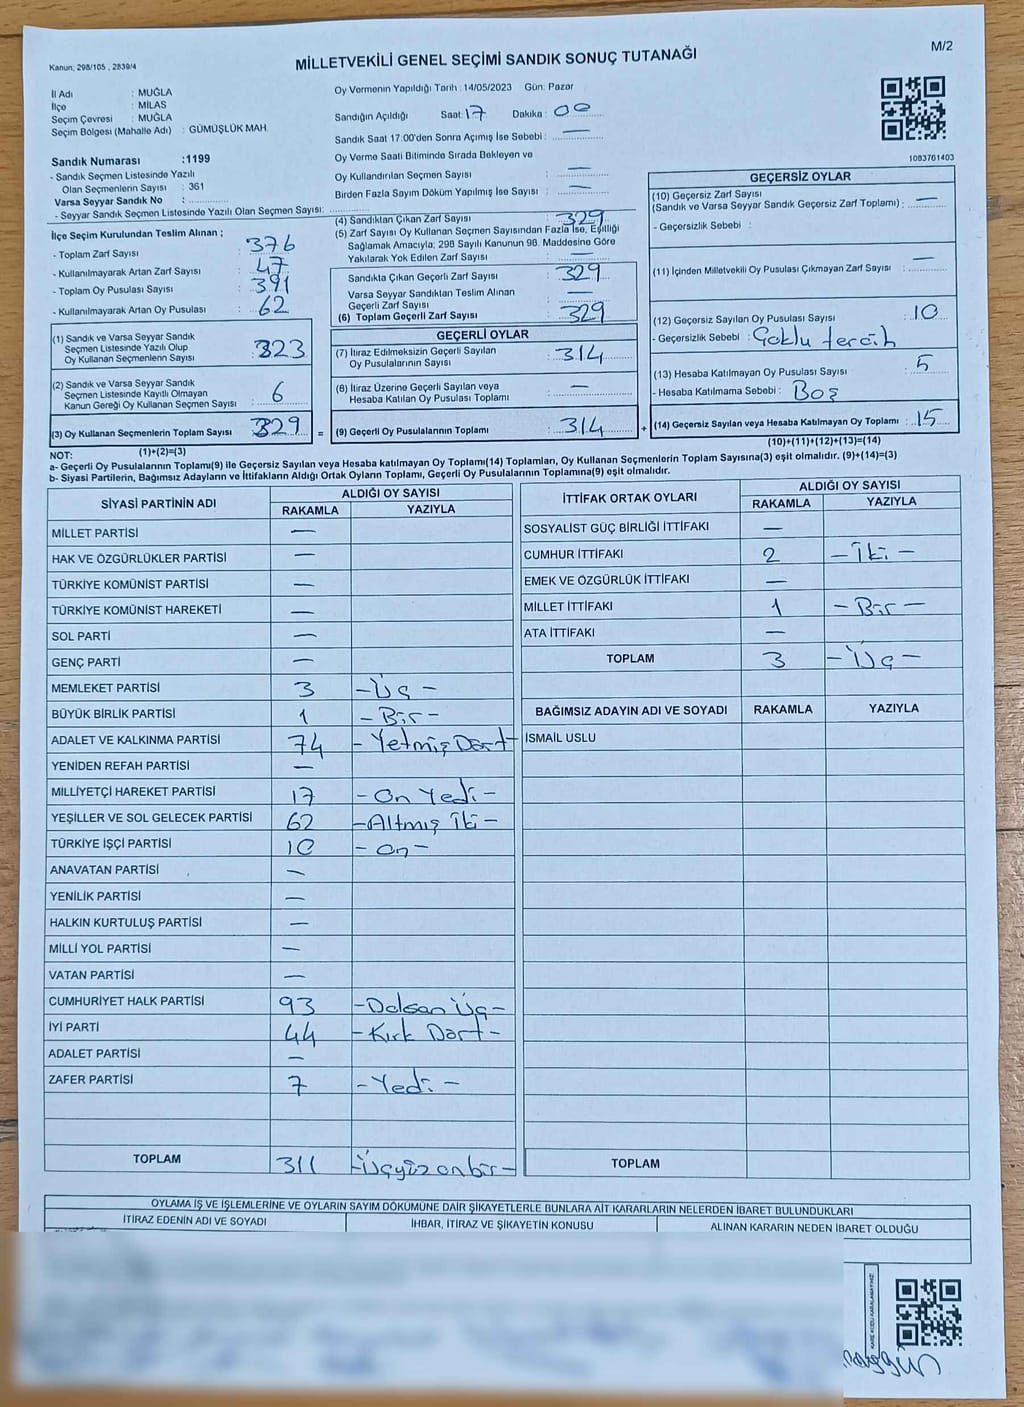 Kanun: 298/105 , 2839/4
MİLLETVEKİLİ GENEL SEÇİMİ SANDIK SONUÇ TUTANAĞI
M/2
İl Adı : MUĞLA
İlçe : MİLAS
Seçim Çevresi : MUĞLA
Seçim Bölgesi (Mahalle Adı) : GÜMÜŞLÜK MAH.
Sandık Numarası :1199
- Sandık Seçmen Listesinde Yazılı
Olan Seçmenlerin Sayısı : 361
Varsa Seyyar Sandık No :
- Seyyar Sandık Seçmen Listesinde Yazılı Olan Seçmen Sayısı:
Oy Vermenin Yapıldığı Tarih :14/05/2023 Gün: Pazar
Sandığın Açıldığı Saat: 17 Dakika : 00
Sandık Saat 17:00'den Sonra Açımış İse Sebebi : —
Oy Verme Saati Bitiminde Sırada Bekleyen ve
Oy Kullandırılan Seçmen Sayısı : —
Birden Fazla Sayım Döküm Yapılmış İse Sayısı : —
1083761403
İlçe Seçim Kurulundan Teslim Alınan ;
- Toplam Zarf Sayısı : 376
- Kullanılmayarak Artan Zarf Sayısı : 47
- Toplam Oy Pusulası Sayısı : 391
- Kullanılmayarak Artan Oy Pusulası : 62
(1) Sandık ve Varsa Seyyar Sandık
Seçmen Listesinde Yazılı Olup
Oy Kullanan Seçmenlerin Sayısı : 323
(2) Sandık ve Varsa Seyyar Sandık
Seçmen Listesinde Kayıtlı Olmayan
Kanun Gereği Oy Kullanan Seçmen Sayısı : 6
(3) Oy Kullanan Seçmenlerin Toplam Sayısı : 329 =
(1)+(2)=(3)
(4) Sandıktan Çıkan Zarf Sayısı : 329
(5) Zarf Sayısı Oy Kullanan Seçmen Sayısından Fazla İse, Eşitliği
Sağlamak Amacıyla; 298 Sayılı Kanunun 98. Maddesine Göre
Yakılarak Yok Edilen Zarf Sayısı : —
Sandıkta Çıkan Geçerli Zarf Sayısı : 329
Varsa Seyyar Sandıktan Teslim Alınan
Geçerli Zarf Sayısı : —
(6) Toplam Geçerli Zarf Sayısı : 329
GEÇERLİ OYLAR
(7) İtiraz Edilmeksizin Geçerli Sayılan
Oy Pusulasının Sayısı : 314
(8) İtiraz Üzerine Geçerli Sayılan veya
Hesaba Katılan Oy Pusulası Toplamı : —
(9) Geçerli Oy Pusulalarının Toplamı : 314 +
GEÇERSİZ OYLAR
(10) Geçersiz Zarf Sayısı
(Sandık ve Varsa Seyyar Sandık Geçersiz Zarf Toplamı) : —
- Geçersizlik Sebebi :
(11) İçinden Milletvekili Oy Pusulası Çıkmayan Zarf Sayısı : —
(12) Geçersiz Sayılan Oy Pusulası Sayısı : 10
- Geçersizlik Sebebi : Çoklu tercih
(13) Hesaba Katılmayan Oy Pusulası Sayısı : 5
- Hesaba Katılmama Sebebi : Boş
(14) Geçersiz Sayılan veya Hesaba Katılmayan Oy Toplamı : 15
(10)+(11)+(12)+(13)=(14)
NOT:
a- Geçerli Oy Pusulalarının Toplamı(9) ile Geçersiz Sayılan veya Hesaba katılmayan Oy Toplamı(14) Toplamları, Oy Kullanan Seçmenlerin Toplam Sayısına(3) eşit olmalıdır. (9)+(14)=(3)
b- Siyasi Partilerin, Bağımsız Adayların ve İttifakların Aldığı Ortak Oyların Toplamı, Geçerli Oy Pusulalarının Toplamına(9) eşit olmalıdır.
SİYASİ PARTİNİN ADI ALDIĞI OY SAYISI
RAKAMLA YAZIYLA
MİLLET PARTİSİ —
HAK VE ÖZGÜRLÜKLER PARTİSİ —
TÜRKİYE KOMÜNİST PARTİSİ —
TÜRKİYE KOMÜNİST HAREKETİ —
SOL PARTİ —
GENÇ PARTİ —
MEMLEKET PARTİSİ 3 -Üç-
BÜYÜK BİRLİK PARTİSİ 1 -Bir-
ADALET VE KALKINMA PARTİSİ 74 -Yetmiş Dört-
YENİDEN REFAH PARTİSİ —
MİLLİYETÇİ HAREKET PARTİSİ 17 -On Yedi-
YEŞİLLER VE SOL GELECEK PARTİSİ 62 -Altmış İki-
TÜRKİYE İŞÇİ PARTİSİ 10 -On-
ANAVATAN PARTİSİ —
YENİLİK PARTİSİ —
HALKIN KURTULUŞ PARTİSİ —
MİLLİ YOL PARTİSİ —
VATAN PARTİSİ —
CUMHURİYET HALK PARTİSİ 93 -Doksan Üç-
İYİ PARTİ 44 -Kırk Dört-
ADALET PARTİSİ —
ZAFER PARTİSİ 7 -Yedi-
TOPLAM 311 -Üçyüz onbir-
İTTİFAK ORTAK OYLARI ALDIĞI OY SAYISI
RAKAMLA YAZIYLA
SOSYALİST GÜÇ BİRLİĞİ İTTİFAKI —
CUMHUR İTTİFAKI 2 -İki-
EMEK VE ÖZGÜRLÜK İTTİFAKI —
MİLLET İTTİFAKI 1 -Bir-
ATA İTTİFAKI —
TOPLAM 3 -Üç-
BAĞIMSIZ ADAYIN ADI VE SOYADI RAKAMLA YAZIYLA
İSMAİL USLU
TOPLAM
OYLAMA İŞ VE İŞLEMLERİNE VE OYLARIN SAYIM DÖKÜMÜNE DAİR ŞİKAYETLERLE BUNLARA AİT KARARLARIN NELERDEN İBARET BULUNDUKLARI
İTİRAZ EDENİN ADI VE SOYADI İHBAR, İTİRAZ VE ŞİKAYETİN KONUSU ALINAN KARARIN NEDEN İBARET OLDUĞU
KARE KODU KARALAMAYINIZ!